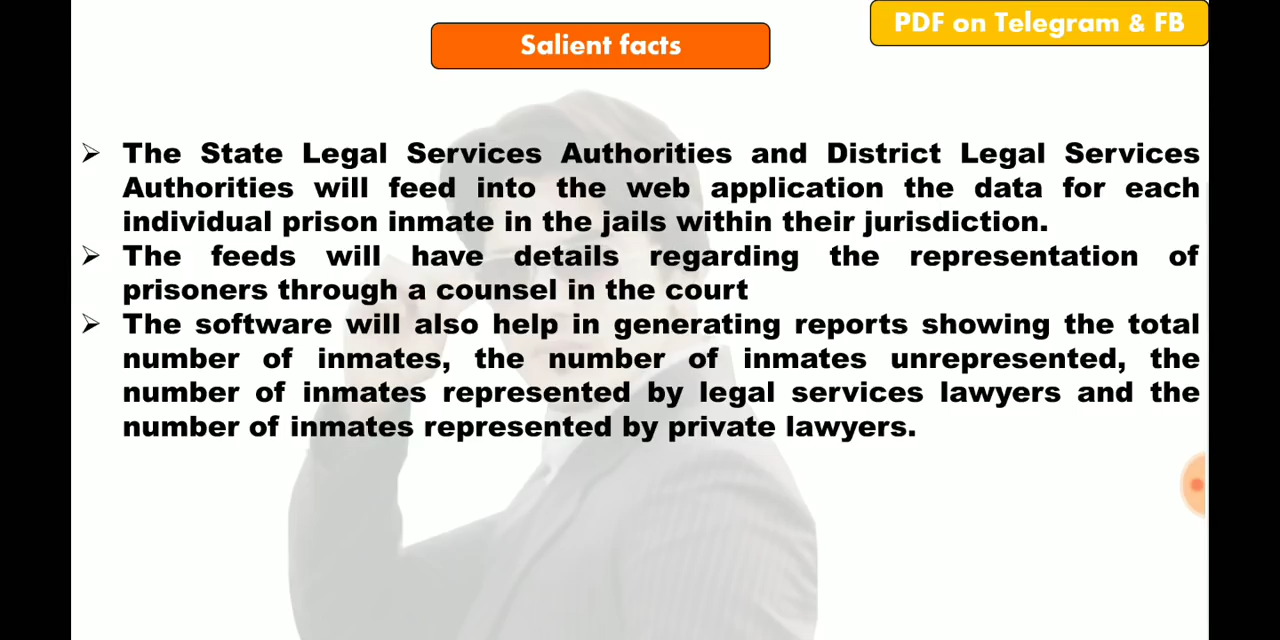 PDF on Telegram & FB
Salient facts
➢ The State Legal Services Authorities and District Legal Services
Authorities will feed into the web application the data for each
individual prison inmate in the jails within their jurisdiction.
➢ The feeds will have details regarding the representation of
prisoners through a counsel in the court
➢ The software will also help in generating reports showing the total
number of inmates, the number of inmates unrepresented, the
number of inmates represented by legal services lawyers and the
number of inmates represented by private lawyers.